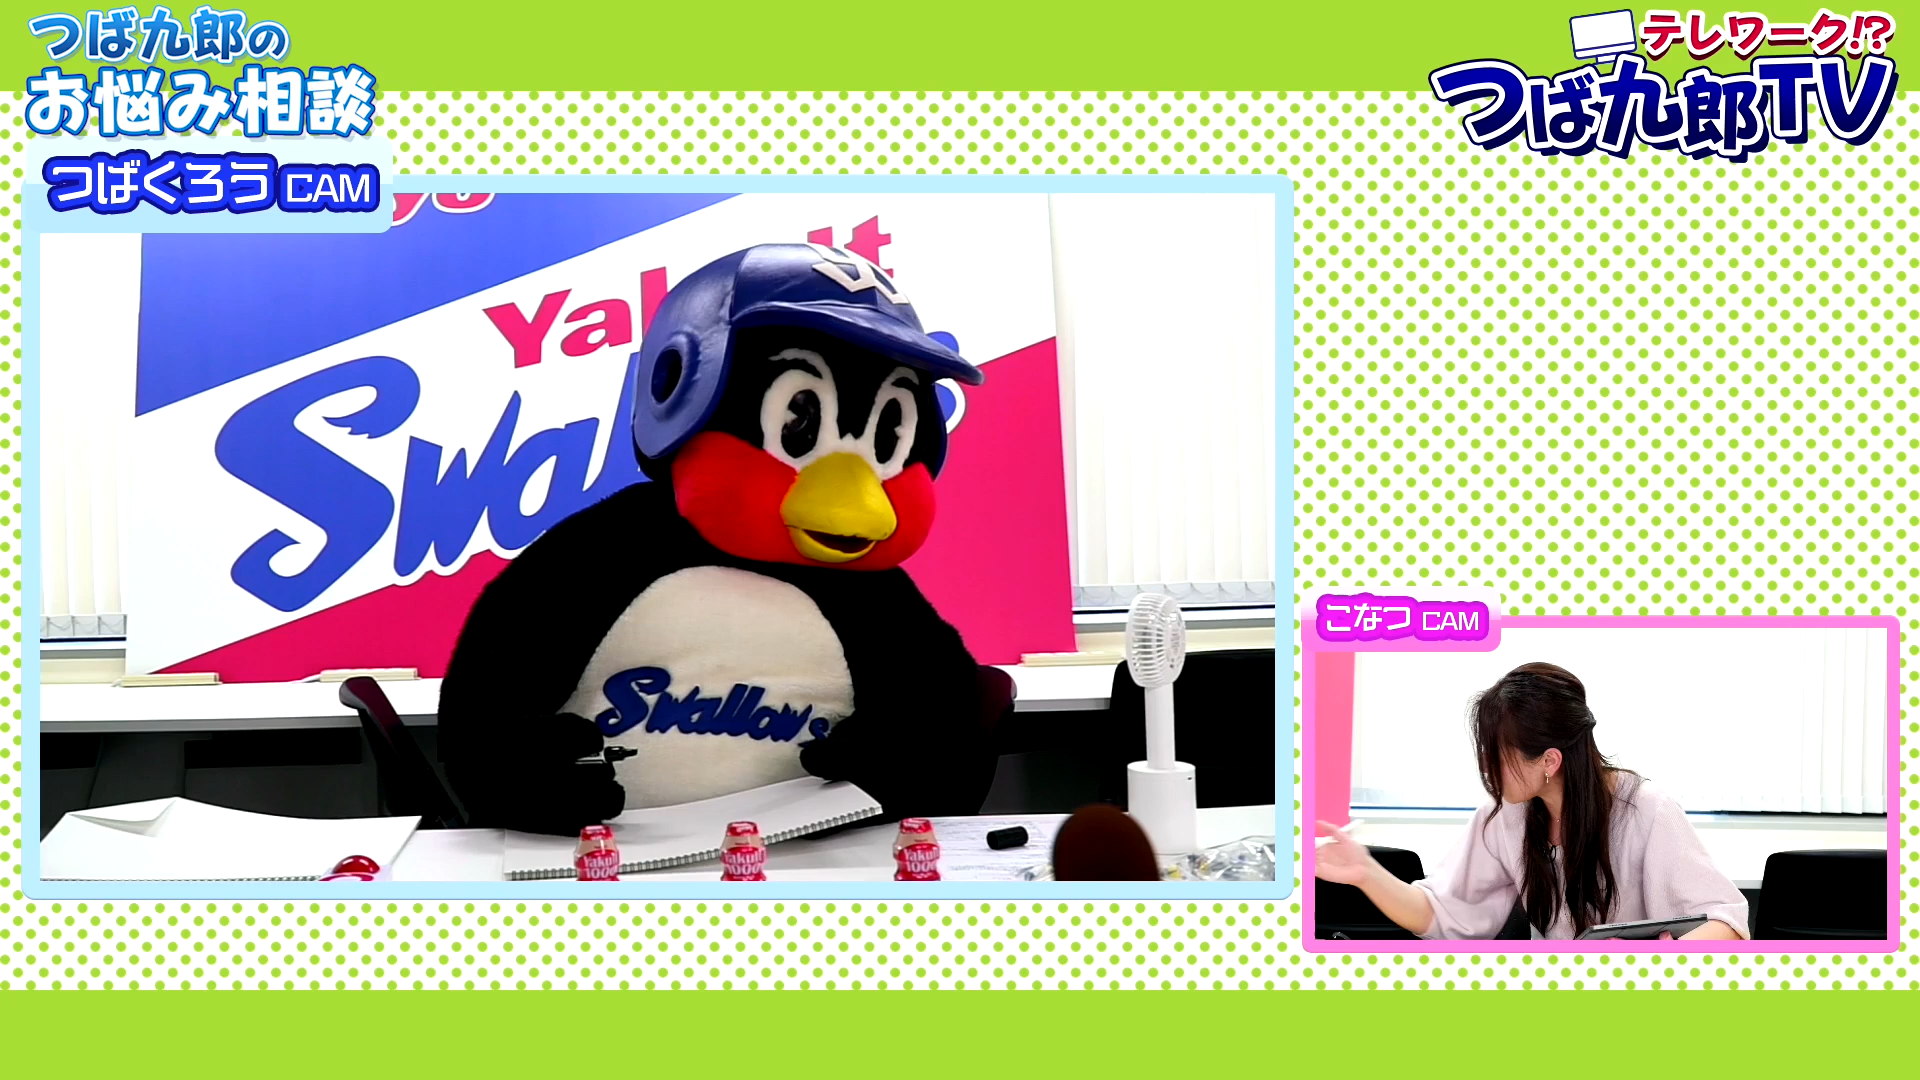 つば九郎の
お悩み相談
テレワーク!?
つば九郎TV
つばくろう CAM
Yakult
Swallows
Swallows
こなつ CAM
Yakult
1000
Yakult
1000
Yakult
1000